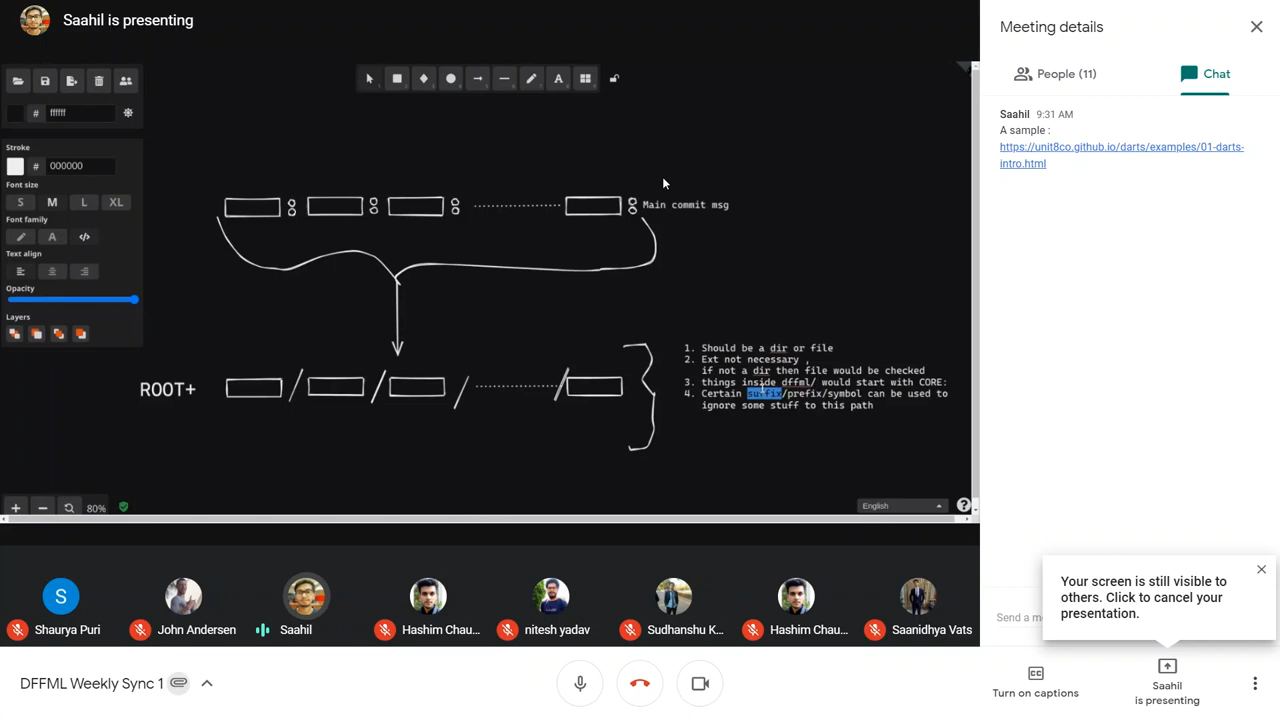 Saahil is presenting
# ffffff
Stroke
# 000000
Font size
S M L XL
Font family
A </>
Text align
Opacity
Layers
A
Main commit msg
ROOT+ / / / /
1. Should be a dir or file
2. Ext not necessary ,
if not a dir then file would be checked
3. things inside dffml/ would start with CORE:
4. Certain suffix/prefix/symbol can be used to
ignore some stuff to this path
80%
English
?
S
Shaurya Puri
John Andersen
Saahil
Hashim Chau...
nitesh yadav
Sudhanshu K...
Hashim Chau...
Saanidhya Vats
DFFML Weekly Sync 1
Meeting details
People (11)
Chat
Saahil 9:31 AM
A sample :
https://unit8co.github.io/darts/examples/01-darts-
intro.html
Send a me
Your screen is still visible to
others. Click to cancel your
presentation.
CC
Turn on captions
Saahil
is presenting